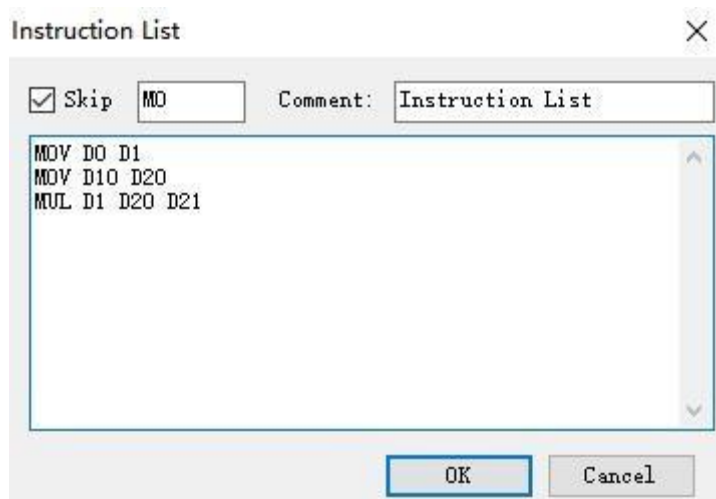 Instruction List
Skip M0 Comment: Instruction List
MOV D0 D1
MOV D10 D20
MUL D1 D20 D21
OK Cancel